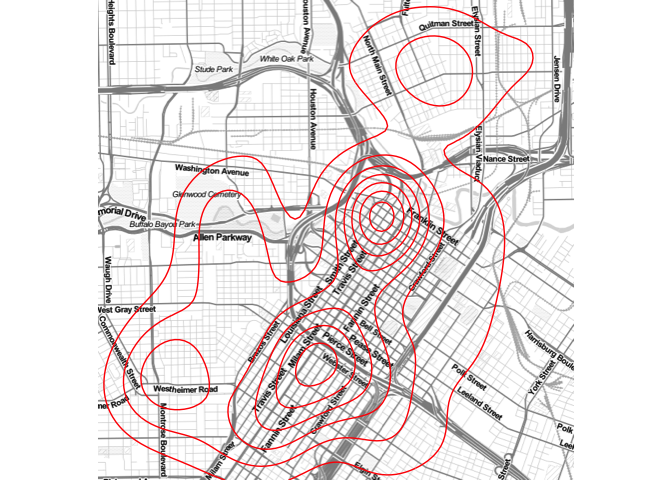 Heights Boulevard
Houston Avenue
Quitman Street
Elysian Street
North Main Street
White Oak Park
Stude Park
Jensen Drive
Houston Avenue
Elysian Viaduct
Nance Street
Washington Avenue
Glenwood Cemetery
morial Drive
Buffalo Bayou Park
Allen Parkway
Franklin Street
Crawford Street
Smith Street
Travis Street
Waugh Drive
West Gray Street
Louisiana Street
Fannin Street
Commonwealth Street
Brazos Street
Bell Street
Milam Street
Pierce Street
Pease Street
Webster Street
Harrisburg Boule
York Street
Polk Street
Leeland Street
Westheimer Road
Travis Street
Crawford Street
Fannin Street
Montrose Boulevard
Milam Street
Elgin St
Polk
Leel
Street